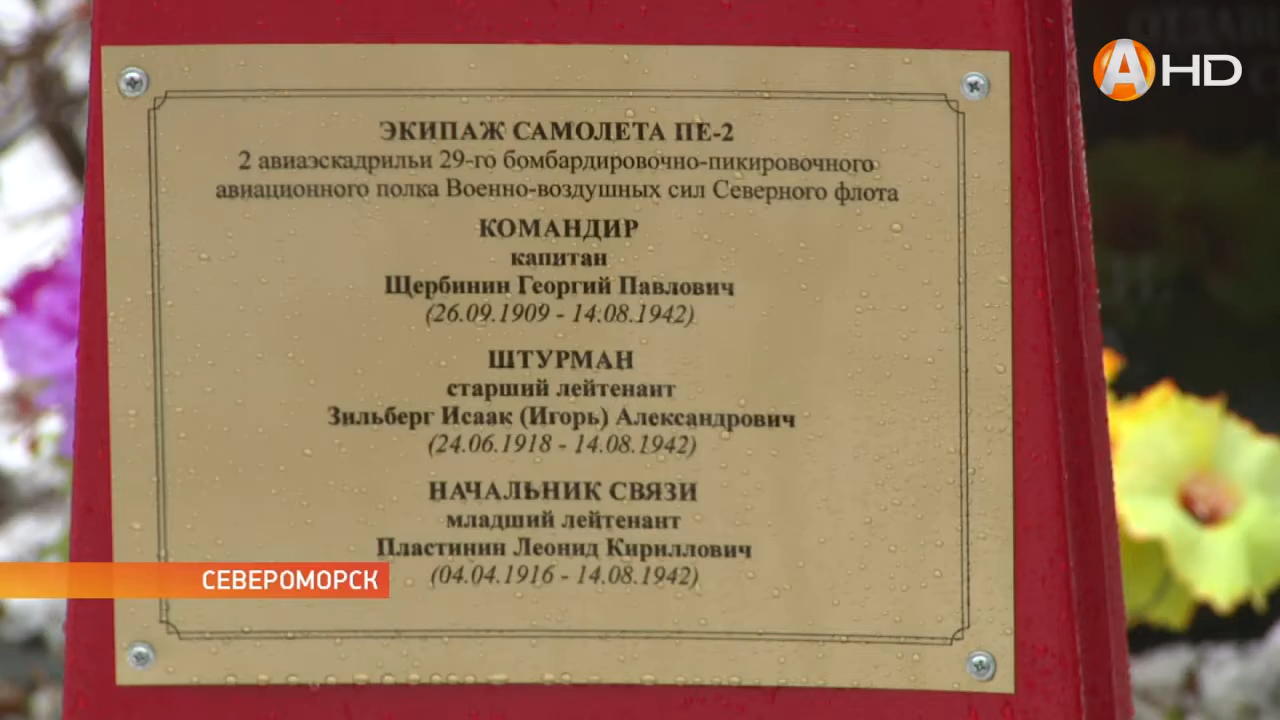 ЭКИПАЖ САМОЛЕТА ПЕ-2
2 авиаэскадрильи 29-го бомбардировочно-пикировочного
авиационного полка Военно-воздушных сил Северного флота
КОМАНДИР
капитан
Щербинин Георгий Павлович
(26.09.1909 - 14.08.1942)
ШТУРМАН
старший лейтенант
Зильберг Исаак (Игорь) Александрович
(24.06.1918 - 14.08.1942)
НАЧАЛЬНИК СВЯЗИ
младший лейтенант
Пластинин Леонид Кириллович
(04.04.1916 - 14.08.1942)
СЕВЕРОМОРСК
А HD